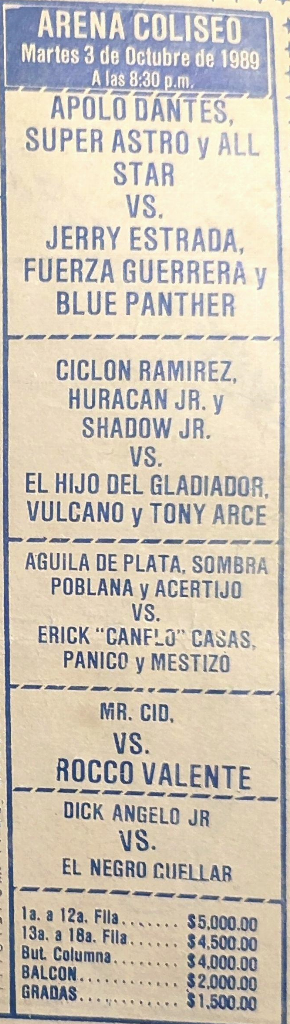 ARENA COLISEO
Martes 3 de Octubre de 1989
A las 8:30 p.m.
APOLO DANTES,
SUPER ASTRO y ALL
STAR
VS.
JERRY ESTRADA,
FUERZA GUERRERA y
BLUE PANTHER
CICLON RAMIREZ,
HURACAN JR. y
SHADOW JR.
VS.
EL HIJO DEL GLADIADOR,
VULCANO y TONY ARCE
AGUILA DE PLATA, SOMBRA
POBLANA y ACERTIJO
VS.
ERICK "CANELO" CASAS,
PANICO y MESTIZO
MR. CID,
VS.
ROCCO VALENTE
DICK ANGELO JR
VS.
EL NEGRO CUELLAR
1a. a 12a. Fila....... $5,000.00
13a. a 18a. Fila...... $4,500.00
But. Columna........ $4,000.00
BALCON............. $2,000.00
GRADAS............ $1,500.00